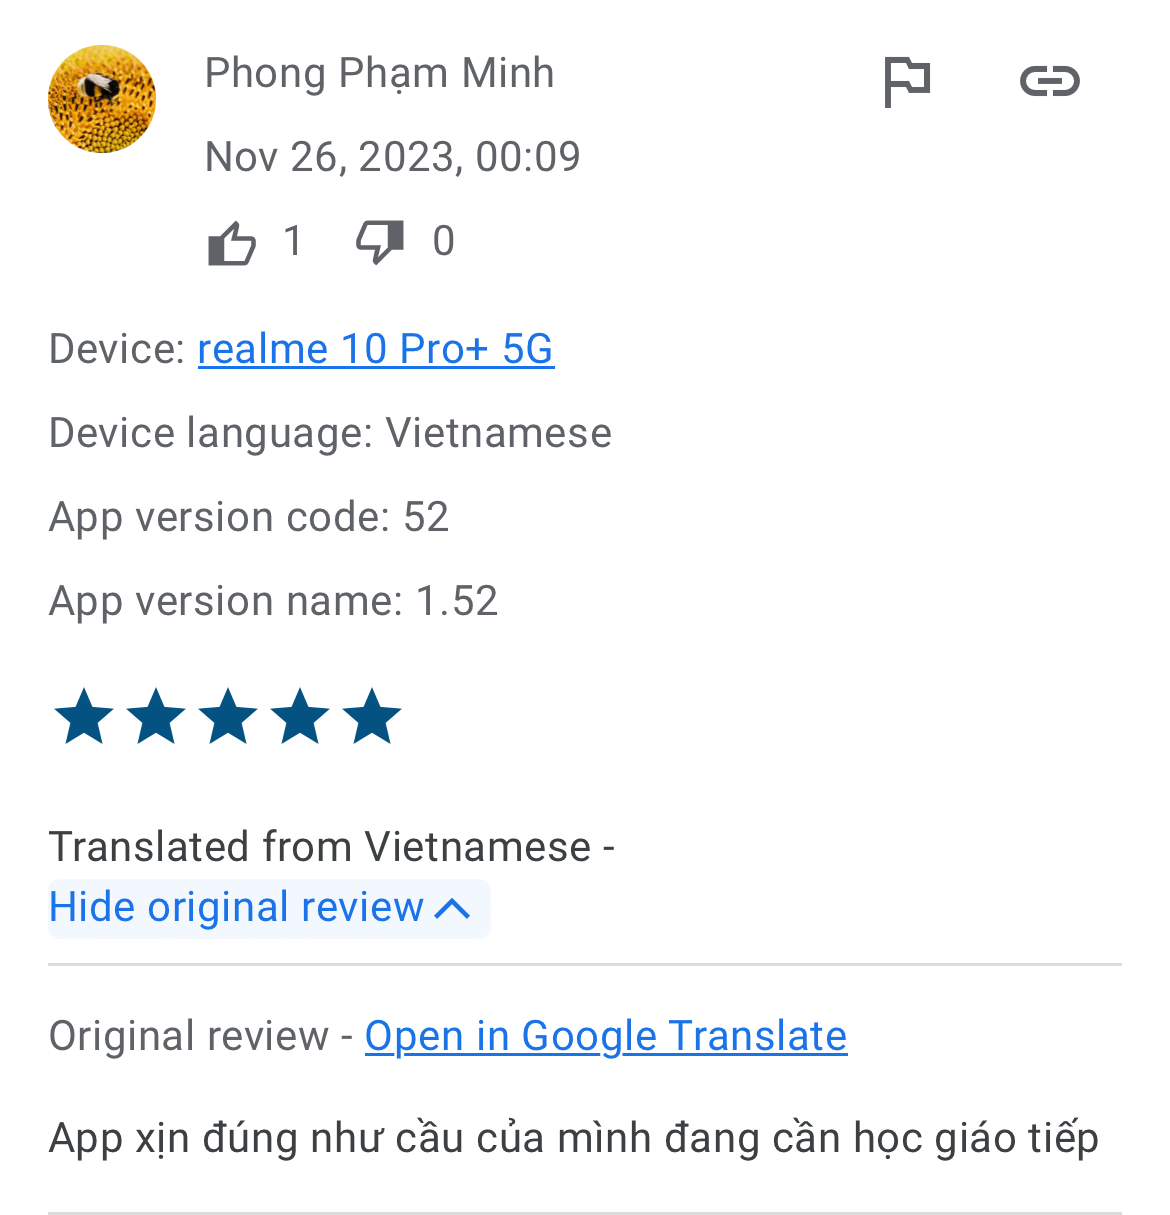 Phong Phạm Minh
Nov 26, 2023, 00:09
1 0
Device: realme 10 Pro+ 5G
Device language: Vietnamese
App version code: 52
App version name: 1.52
Translated from Vietnamese -
Hide original review
Original review - Open in Google Translate
App xịn đúng như cầu của mình đang cần học giáo tiếp